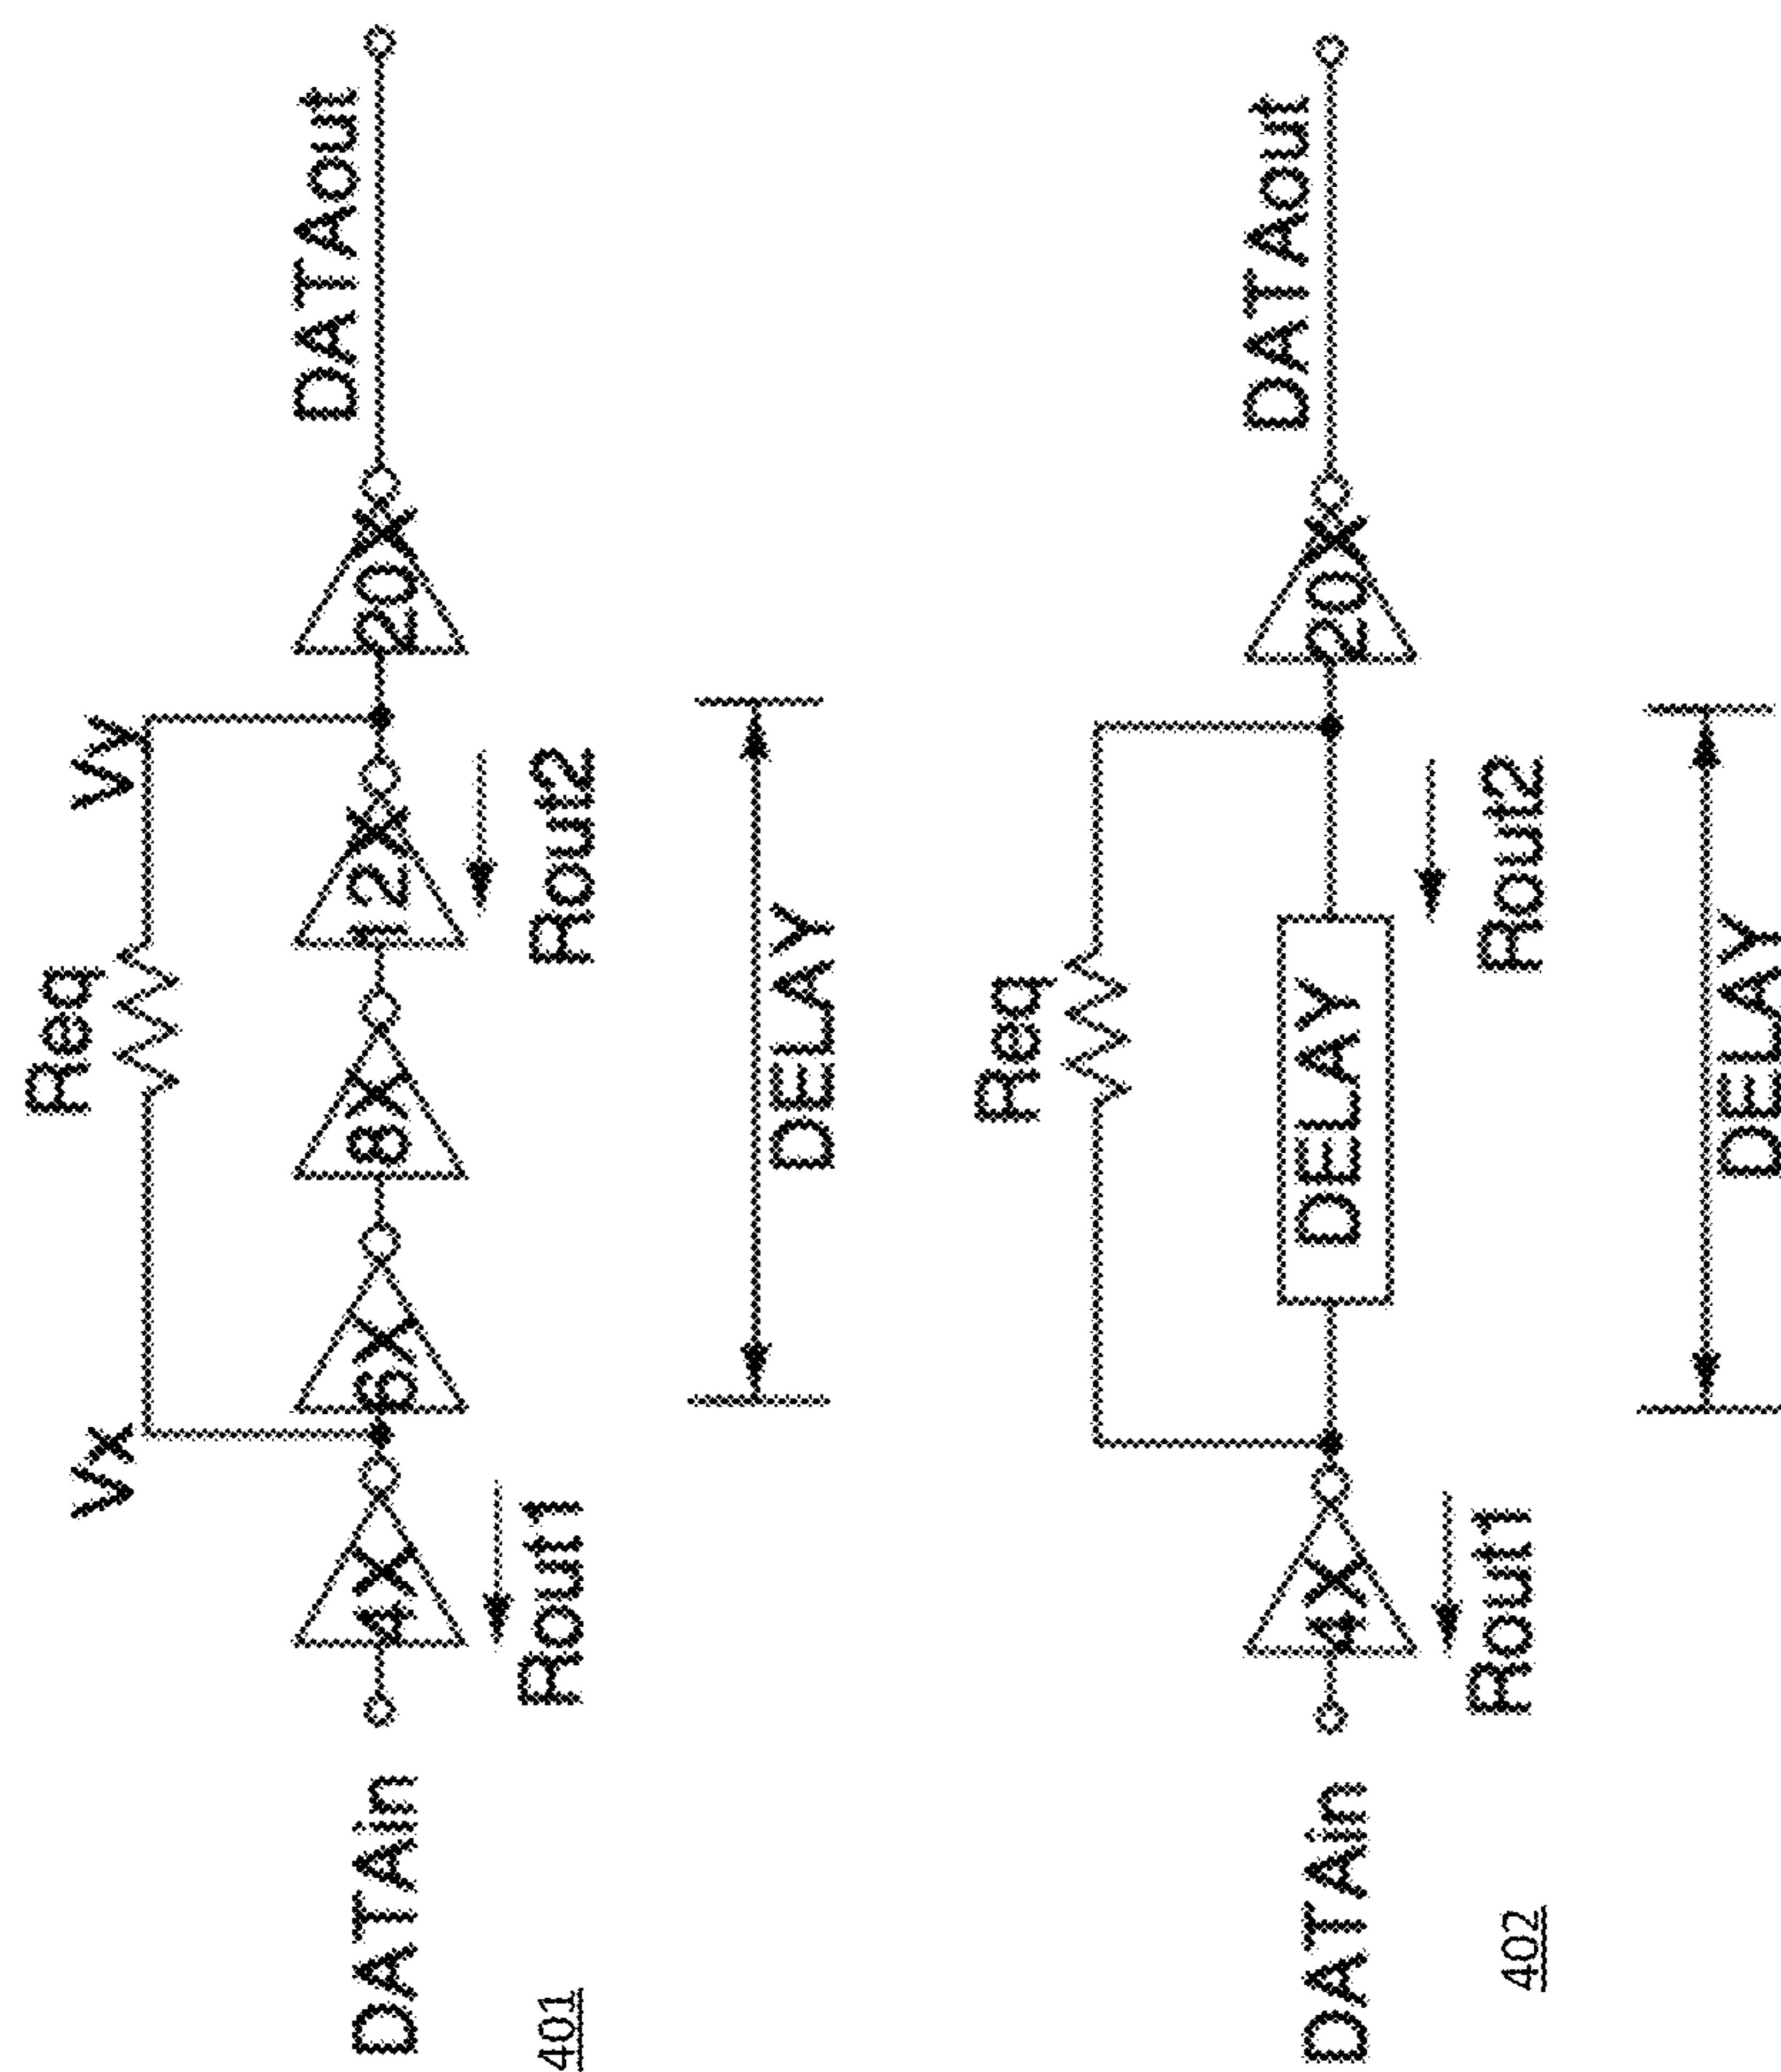 Req
Vx
Vy
DATAin
4X
6X
8X
12X
20X
DATAout
Rout1
Rout2
DELAY
401
Req
DATAin
4X
DELAY
20X
DATAout
Rout1
Rout2
DELAY
402